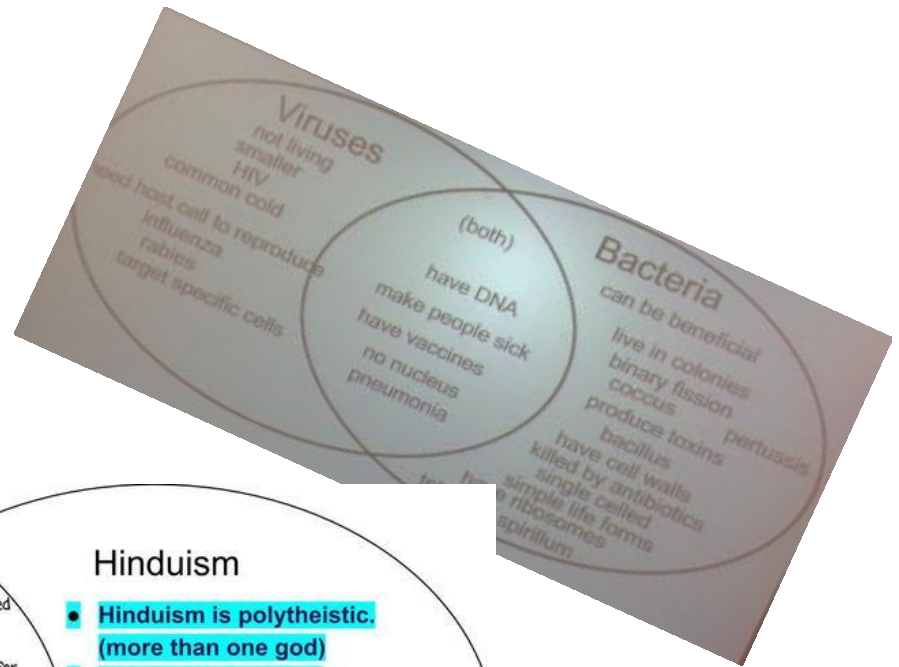 Viruses
not living
smaller
HIV
common cold
need host cell to reproduce
influenza
rabies
target specific cells
(both)
have DNA
make people sick
have vaccines
no nucleus
pneumonia
Bacteria
can be beneficial
live in colonies
binary fission
coccus
produce toxins
pertussis
bacillus
have cell walls
killed by antibiotics
single celled
simple life forms
ribosomes
spirillum
Hinduism
• Hinduism is polytheistic.
(more than one god)